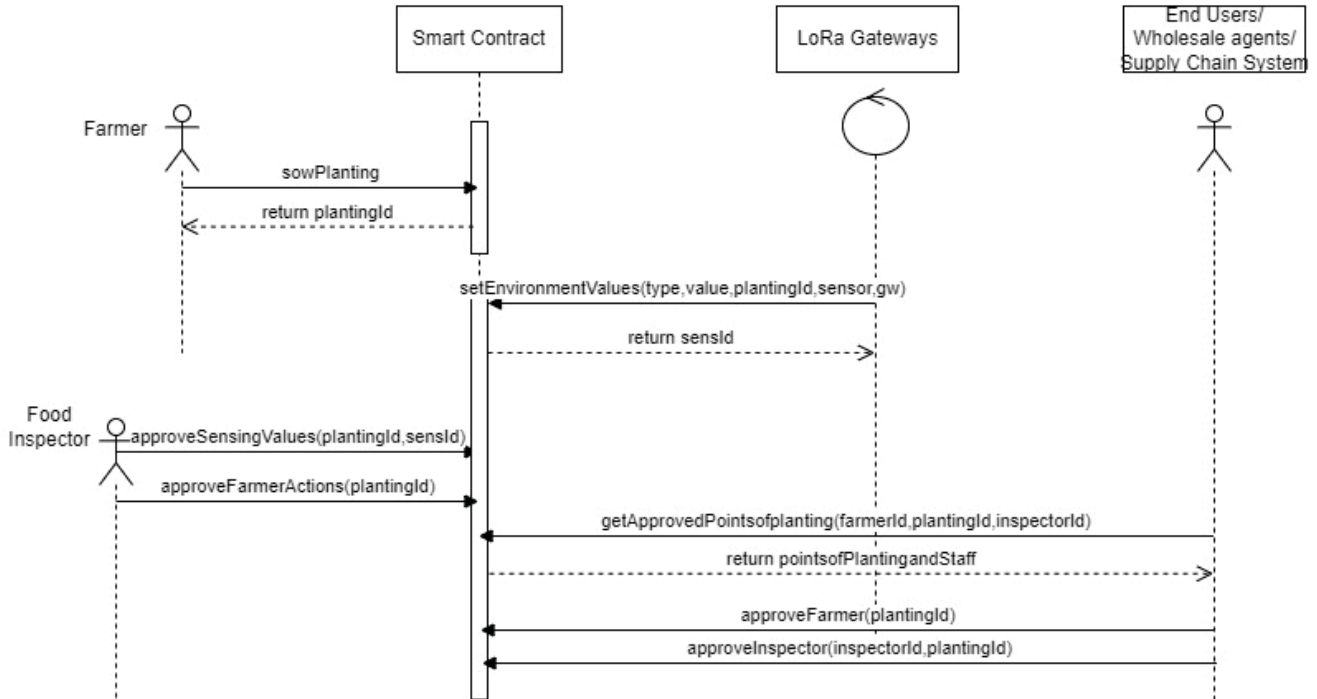 Smart Contract
LoRa Gateways
End Users/
Wholesale agents/
Supply Chain System
Farmer
sowPlanting
return plantingId
setEnvironmentValues(type,value,plantingId,sensor,gw)
return sensId
Food
Inspector
approveSensingValues(plantingId,sensId)
approveFarmerActions(plantingId)
getApprovedPointsofplanting(farmerId,plantingId,inspectorId)
return pointsofPlantingandStaff
approveFarmer(plantingId)
approveInspector(inspectorId,plantingId)